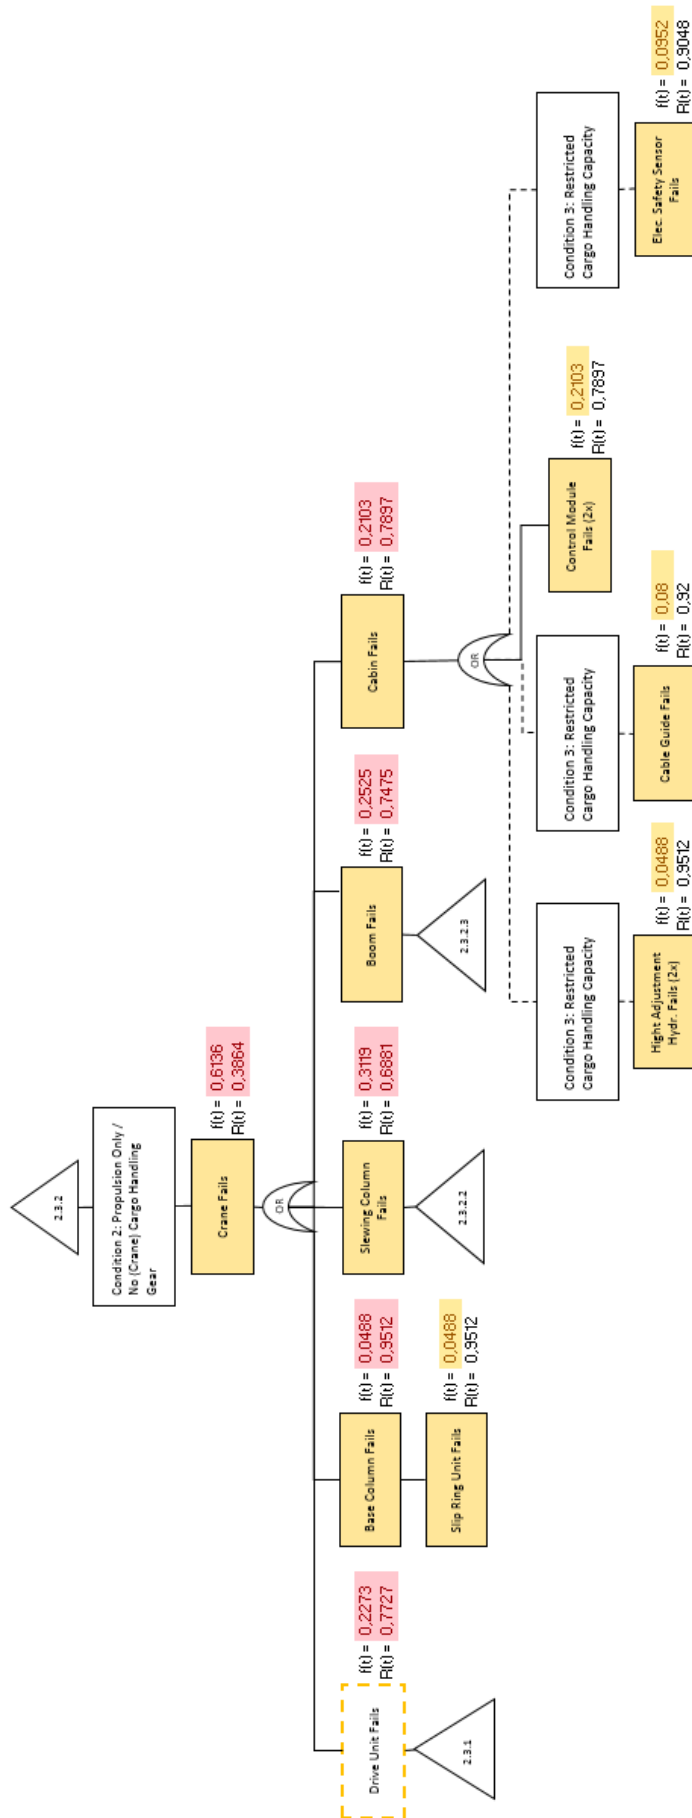 2.3.2
Condition 2: Propulsion Only /
No (Crane) Cargo Handling
Gear
Crane Fails
f(t) = 0,6136
R(t) = 0,3864
OR
Drive Unit Fails
f(t) = 0,2273
R(t) = 0,7727
2.3.1
Base Column Fails
f(t) = 0,0488
R(t) = 0,9512
Slip Ring Unit Fails
f(t) = 0,0488
R(t) = 0,9512
Slewing Column
Fails
f(t) = 0,3119
R(t) = 0,6881
2.3.2.2
Boom Fails
f(t) = 0,2525
R(t) = 0,7475
2.3.2.3
Cabin Fails
f(t) = 0,2103
R(t) = 0,7897
OR
Condition 3: Restricted
Cargo Handling Capacity
Hight Adjustment
Hydr. Fails (2x)
f(t) = 0,0488
R(t) = 0,9512
Condition 3: Restricted
Cargo Handling Capacity
Cable Guide Fails
f(t) = 0,08
R(t) = 0,92
Control Module
Fails (2x)
f(t) = 0,2103
R(t) = 0,7897
Condition 3: Restricted
Cargo Handling Capacity
Elec. Safety Sensor
Fails
f(t) = 0,0952
R(t) = 0,9048